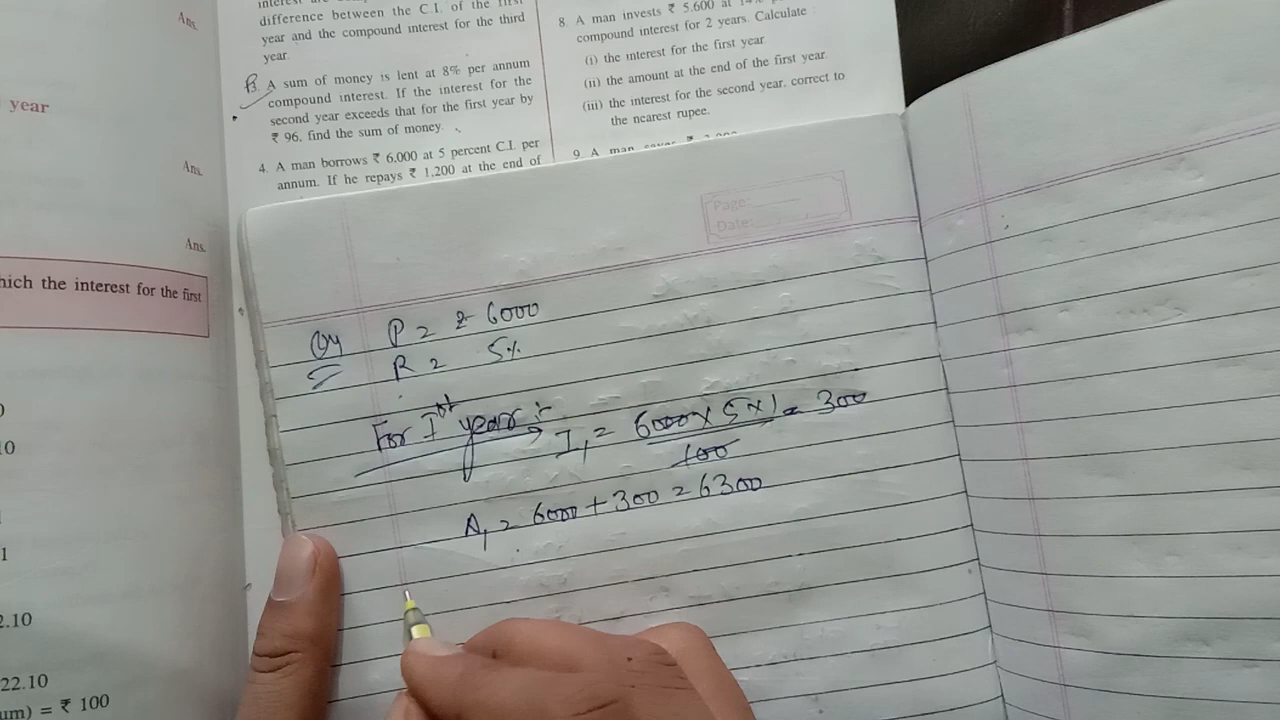 Ans.
year
Ans.
Ans.
hich the interest for the first
0
10
1
1
2.10
22.10
um) = ₹ 100
difference between the C.I. of the first
year and the compound interest for the third
year.
3. A sum of money is lent at 8% per annum
compound interest. If the interest for the
second year exceeds that for the first year by
₹ 96, find the sum of money.
4. A man borrows ₹ 6,000 at 5 percent C.I. per
annum. If he repays ₹ 1,200 at the end of
8. A man invests ₹ 5,600 at 14%
compound interest for 2 years. Calculate :
(i) the interest for the first year.
(ii) the amount at the end of the first year.
(iii) the interest for the second year, correct to
the nearest rupee.
9. A man
Page:
Date:
P = ₹ 6000
R = 5%
For Ist years :- I₁ = 6000 × 5 × 1 = 300
100
A₁ = 6000 + 300 = 6300